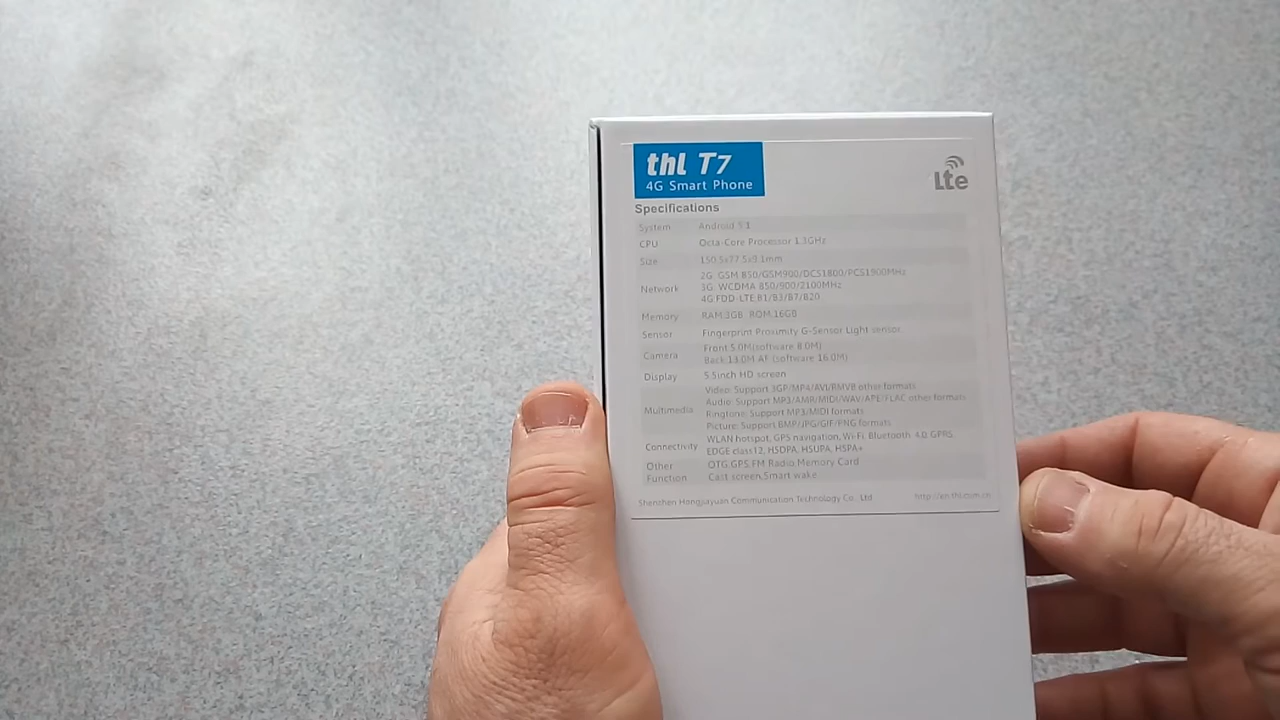 thl T7
4G Smart Phone
Lte
Specifications
System Android 5.1
CPU Octa-Core Processor 1.3GHz
Size 150.5x77.5x9.1mm
Network 2G GSM 850/GSM900/DCS1800/PCS1900MHz
3G WCDMA 850/900/2100MHz
4G FDD-LTE B1/B3/B7/B20
Memory RAM:3GB ROM:16GB
Sensor Fingerprint Proximity G-Sensor Light sensor
Camera Front 5.0M(software 8.0M)
Back:13.0M AF (software 16.0M)
Display 5.5inch HD screen
Multimedia Video: Support 3GP/MP4/AVI/RMVB other formats
Audio: Support MP3/AMR/MIDI/WAV/APE/FLAC other formats
Ringtone: Support MP3/MIDI formats
Picture: Support BMP/JPG/GIF/PNG formats
Connectivity WLAN hotspot, GPS navigation, Wi-Fi, Bluetooth 4.0, GPRS,
EDGE class12, HSDPA, HSUPA, HSPA+
Other Function OTG,GPS,FM Radio,Memory Card
Cast screen,Smart wake
Shenzhen Hongjiayuan Communication Technology Co., Ltd http://en.thl.com.cn